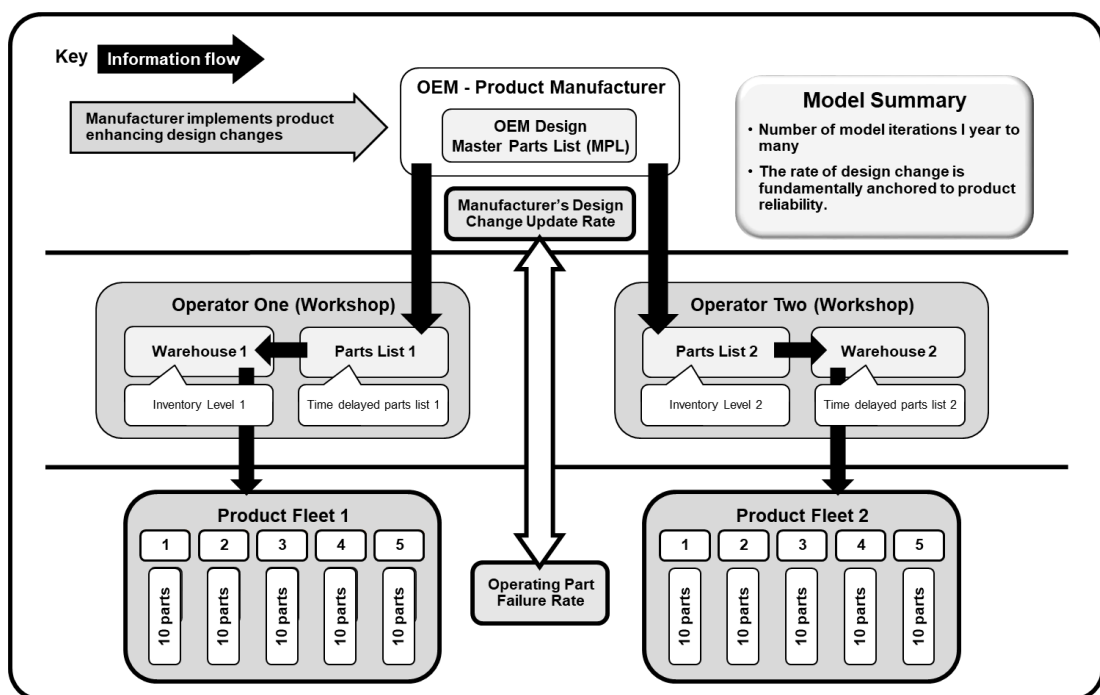 Key
Information flow
Manufacturer implements product
enhancing design changes
OEM - Product Manufacturer
OEM Design
Master Parts List (MPL)
Manufacturer's Design
Change Update Rate
Model Summary
• Number of model iterations I year to
many
• The rate of design change is
fundamentally anchored to product
reliability.
Operator One (Workshop)
Warehouse 1
Parts List 1
Inventory Level 1
Time delayed parts list 1
Operator Two (Workshop)
Parts List 2
Warehouse 2
Inventory Level 2
Time delayed parts list 2
Product Fleet 1
1
2
3
4
5
10 parts
10 parts
10 parts
10 parts
10 parts
Operating Part
Failure Rate
Product Fleet 2
1
2
3
4
5
10 parts
10 parts
10 parts
10 parts
10 parts